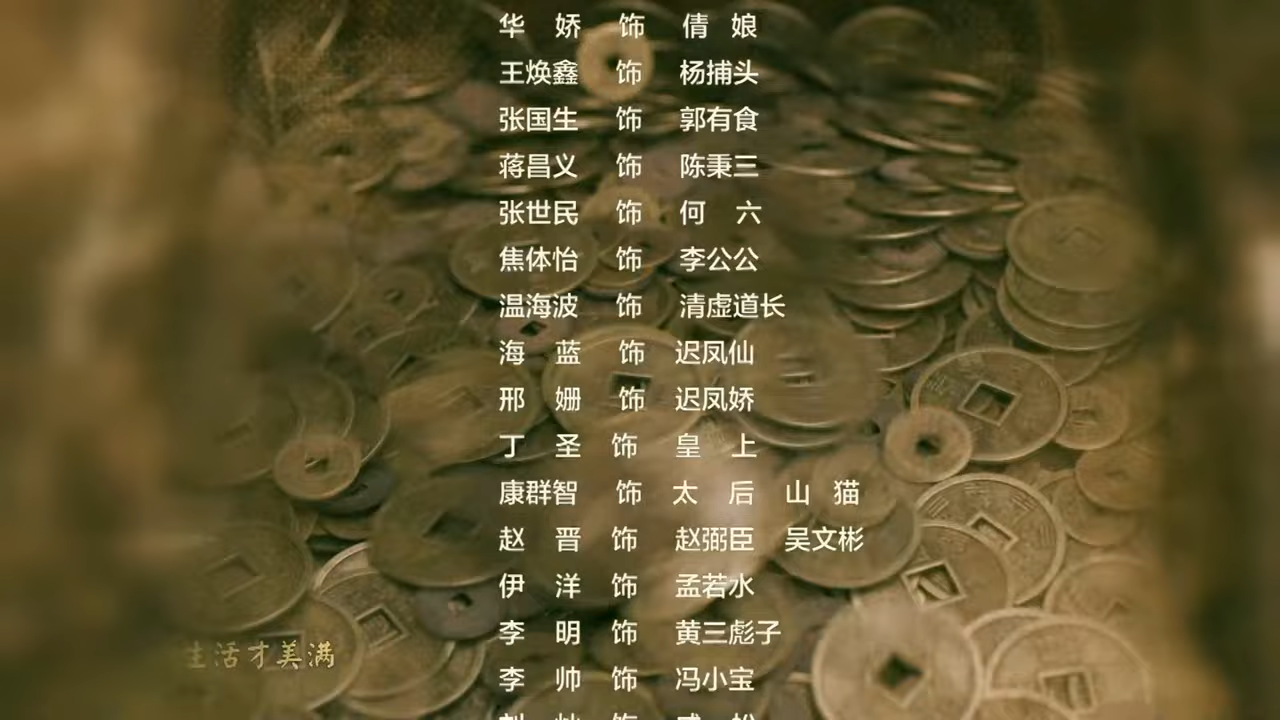 华 娇 饰 倩 娘
王焕鑫 饰 杨捕头
张国生 饰 郭有食
蒋昌义 饰 陈秉三
张世民 饰 何 六
焦体怡 饰 李公公
温海波 饰 清虚道长
海 蓝 饰 迟凤仙
邢 姗 饰 迟凤娇
丁 圣 饰 皇 上
康群智 饰 太 后 山 猫
赵 晋 饰 赵弼臣 吴文彬
伊 洋 饰 孟若水
李 明 饰 黄三彪子
生活才美满
李 帅 饰 冯小宝